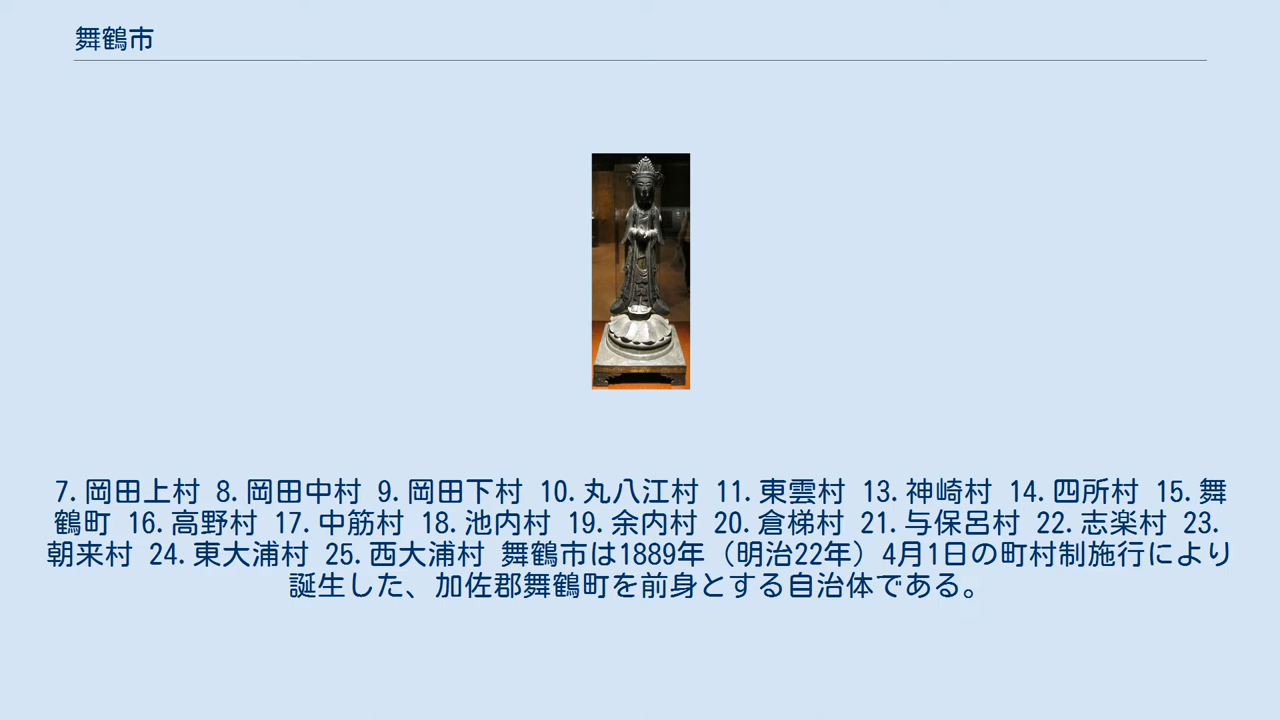 舞鶴市
7.岡田上村 8.岡田中村 9.岡田下村 10.丸八江村 11.東雲村 13.神崎村 14.四所村 15.舞
鶴町 16.高野村 17.中筋村 18.池内村 19.余内村 20.倉梯村 21.与保呂村 22.志楽村 23.
朝来村 24.東大浦村 25.西大浦村 舞鶴市は1889年（明治22年）4月1日の町村制施行により
誕生した、加佐郡舞鶴町を前身とする自治体である。